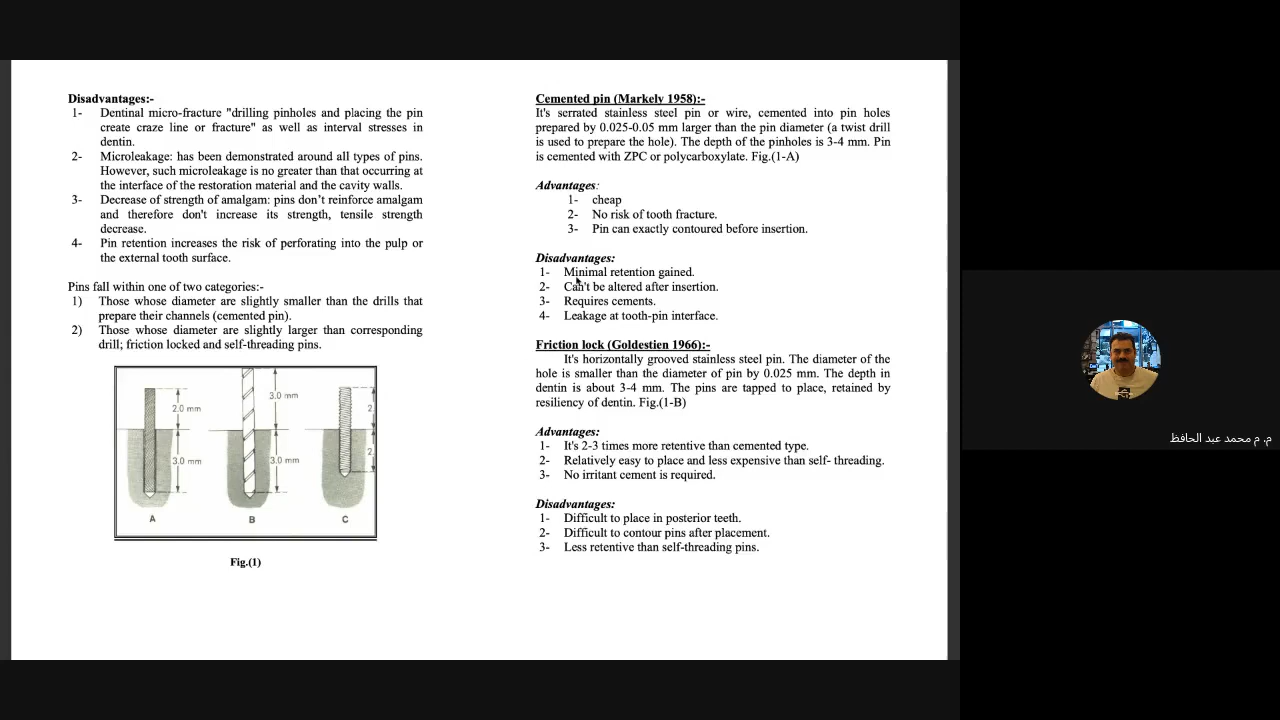 Disadvantages:-
1- Dentinal micro-fracture "drilling pinholes and placing the pin
create craze line or fracture" as well as interval stresses in
dentin.
2- Microleakage: has been demonstrated around all types of pins.
However, such microleakage is no greater than that occurring at
the interface of the restoration material and the cavity walls.
3- Decrease of strength of amalgam: pins don't reinforce amalgam
and therefore don't increase its strength, tensile strength
decrease.
4- Pin retention increases the risk of perforating into the pulp or
the external tooth surface.
Pins fall within one of two categories:-
1) Those whose diameter are slightly smaller than the drills that
prepare their channels (cemented pin).
2) Those whose diameter are slightly larger than corresponding
drill; friction locked and self-threading pins.
2.0 mm
3.0 mm
2.
3.0 mm
3.0 mm
2.
A B C
Fig.(1)
Cemented pin (Markely 1958):-
It's serrated stainless steel pin or wire, cemented into pin holes
prepared by 0.025-0.05 mm larger than the pin diameter (a twist drill
is used to prepare the hole). The depth of the pinholes is 3-4 mm. Pin
is cemented with ZPC or polycarboxylate. Fig.(1-A)
Advantages:
1- cheap
2- No risk of tooth fracture.
3- Pin can exactly contoured before insertion.
Disadvantages:
1- Minimal retention gained.
2- Can't be altered after insertion.
3- Requires cements.
4- Leakage at tooth-pin interface.
Friction lock (Goldestien 1966):-
It's horizontally grooved stainless steel pin. The diameter of the
hole is smaller than the diameter of pin by 0.025 mm. The depth in
dentin is about 3-4 mm. The pins are tapped to place, retained by
resiliency of dentin. Fig.(1-B)
Advantages:
1- It's 2-3 times more retentive than cemented type.
2- Relatively easy to place and less expensive than self- threading.
3- No irritant cement is required.
Disadvantages:
1- Difficult to place in posterior teeth.
2- Difficult to contour pins after placement.
3- Less retentive than self-threading pins.
م. م محمد عبد الحافظ